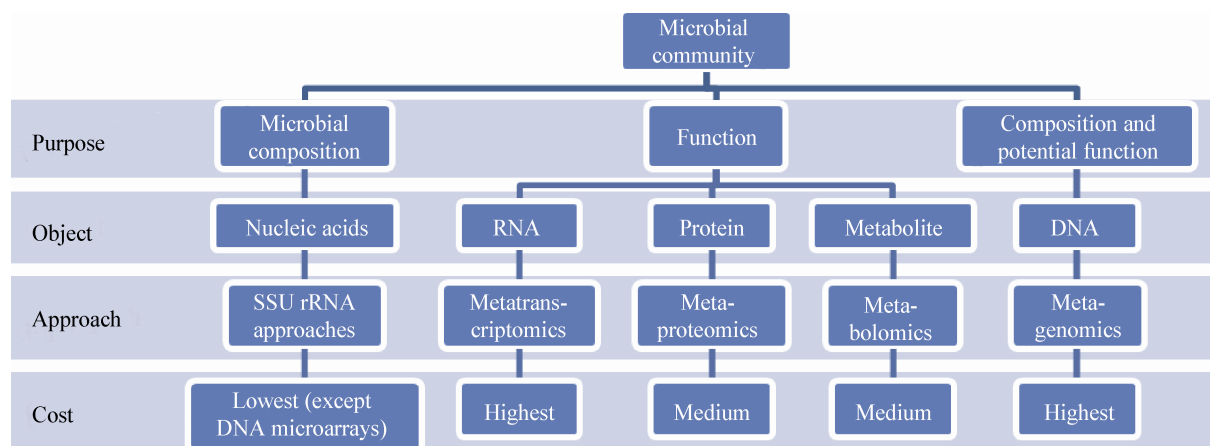 Microbial
community
Purpose
Microbial
composition
Function
Composition and
potential function
Object
Nucleic acids
RNA
Protein
Metabolite
DNA
Approach
SSU rRNA
approaches
Metatrans-
criptomics
Meta-
proteomics
Meta-
bolomics
Meta-
genomics
Cost
Lowest (except
DNA microarrays)
Highest
Medium
Medium
Highest